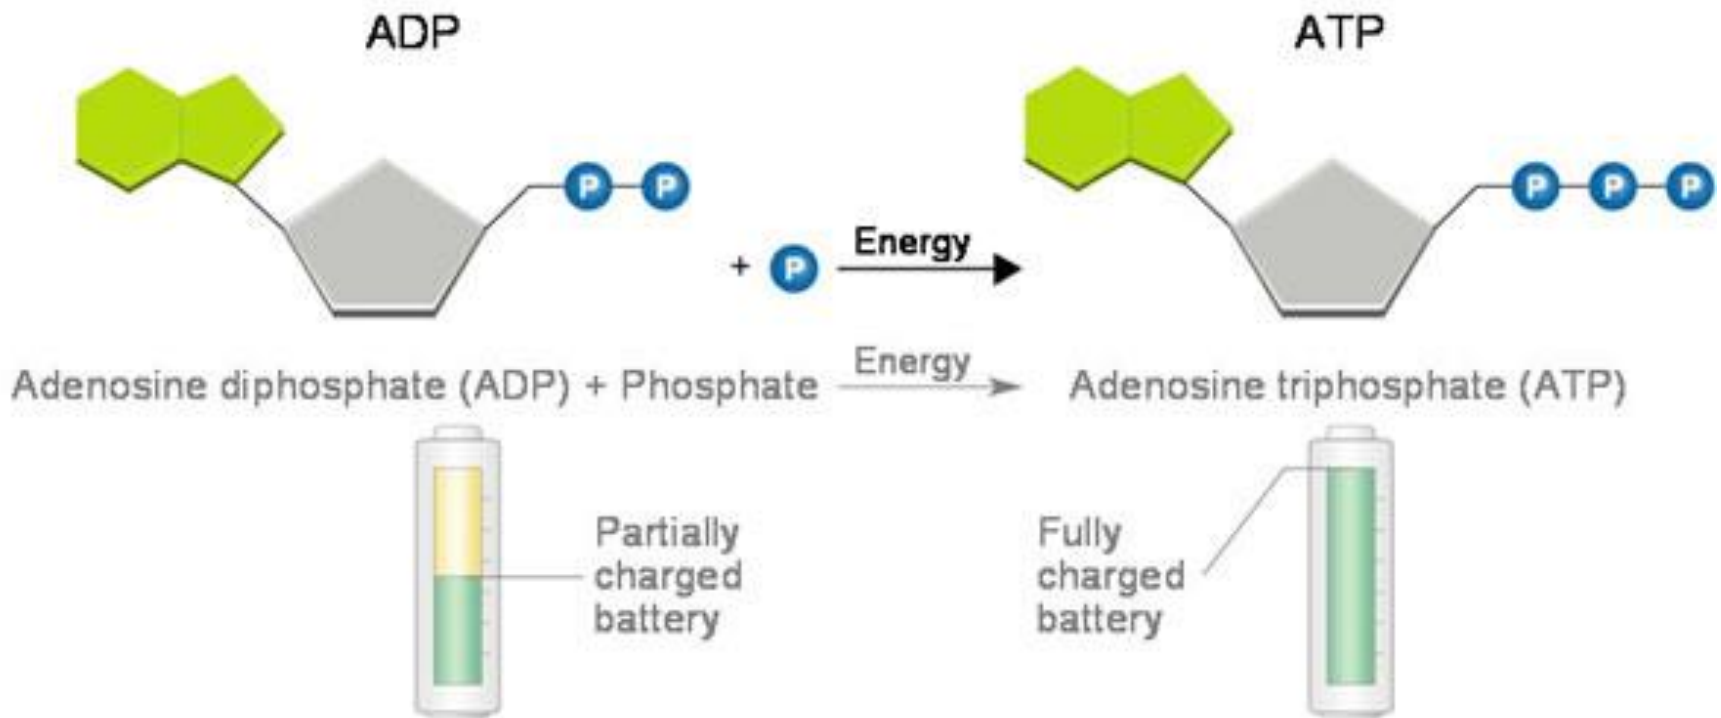 ADP
ATP
P P
P P P
+ P Energy
Adenosine diphosphate (ADP) + Phosphate Energy Adenosine triphosphate (ATP)
Partially
charged
battery
Fully
charged
battery